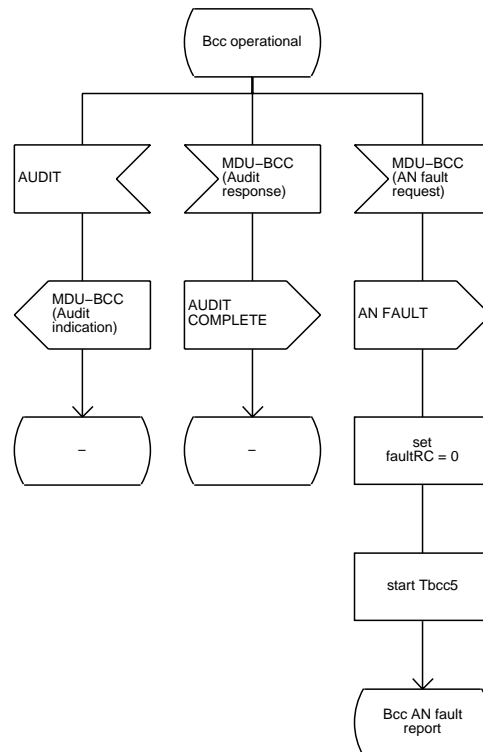 Bcc operational
AUDIT
MDU–BCC
(Audit
response)
MDU–BCC
(AN fault
request)
MDU–BCC
(Audit
indication)
AUDIT
COMPLETE
AN FAULT
–
–
set
faultRC = 0
start Tbcc5
Bcc AN fault
report